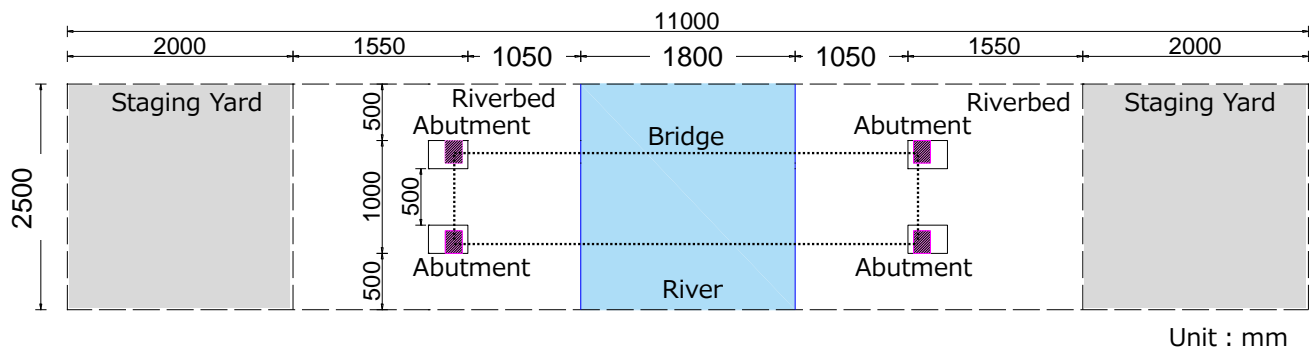 11000
2000 1550 1050 1800 1050 1550 2000
Staging Yard Riverbed Riverbed Staging Yard
500
Abutment Bridge Abutment
2500
1000
500
Abutment Abutment
500
River
Unit : mm